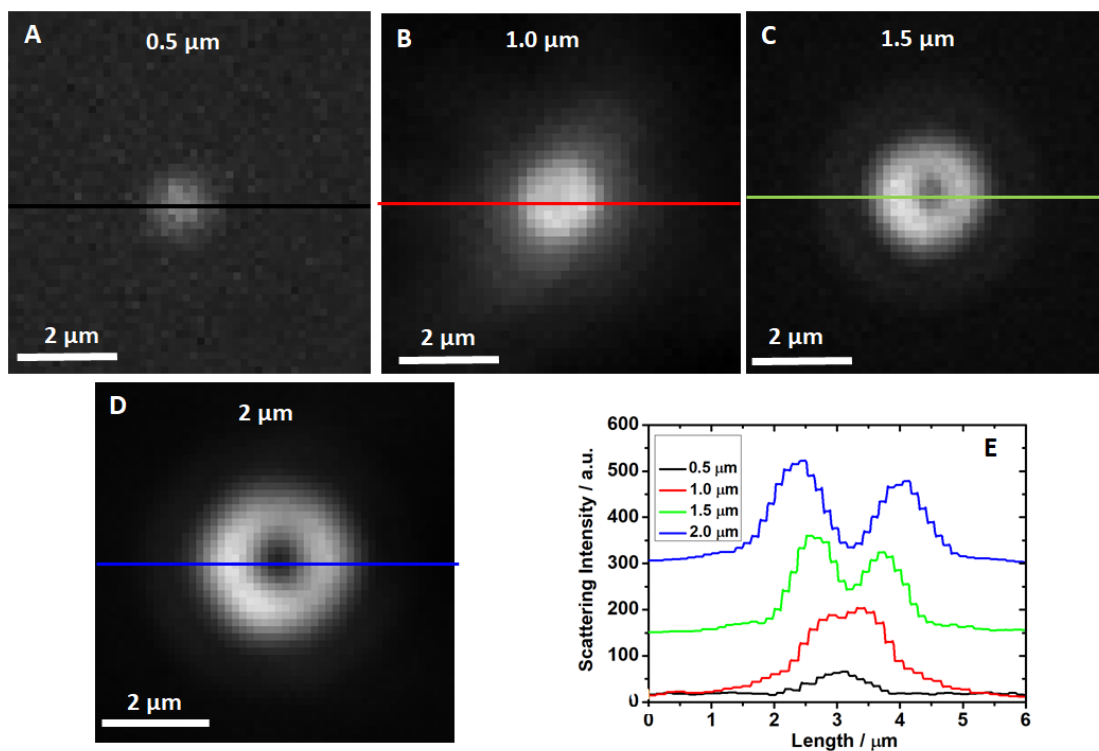 A
0.5 µm
2 µm
B
1.0 µm
2 µm
C
1.5 µm
2 µm
D
2 µm
2 µm
E
600
500
400
300
200
100
0
0.5 µm
1.0 µm
1.5 µm
2.0 µm
Scattering Intensity / a.u.
0 1 2 3 4 5 6
Length / µm